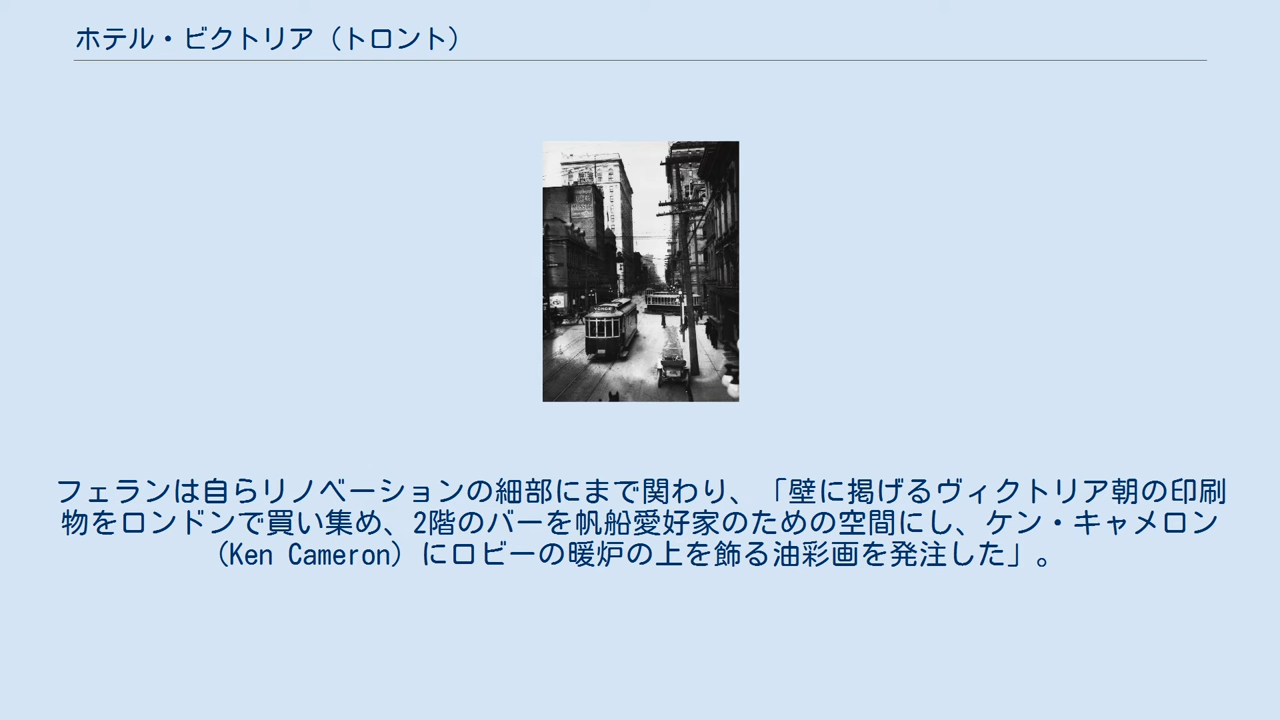 ホテル・ビクトリア（トロント）
フェランは自らリノベーションの細部にまで関わり、「壁に掲げるヴィクトリア朝の印刷
物をロンドンで買い集め、2階のバーを帆船愛好家のための空間にし、ケン・キャメロン
（Ken Cameron）にロビーの暖炉の上を飾る油彩画を発注した」。